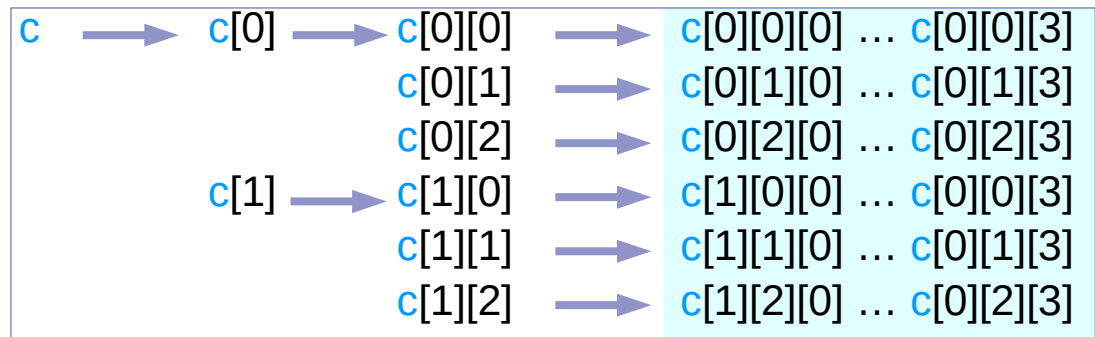 c c[0] c[0][0] c[0][0][0] … c[0][0][3]
c[0][1] c[0][1][0] … c[0][1][3]
c[0][2] c[0][2][0] … c[0][2][3]
c[1] c[1][0] c[1][0][0] … c[0][0][3]
c[1][1] c[1][1][0] … c[0][1][3]
c[1][2] c[1][2][0] … c[0][2][3]